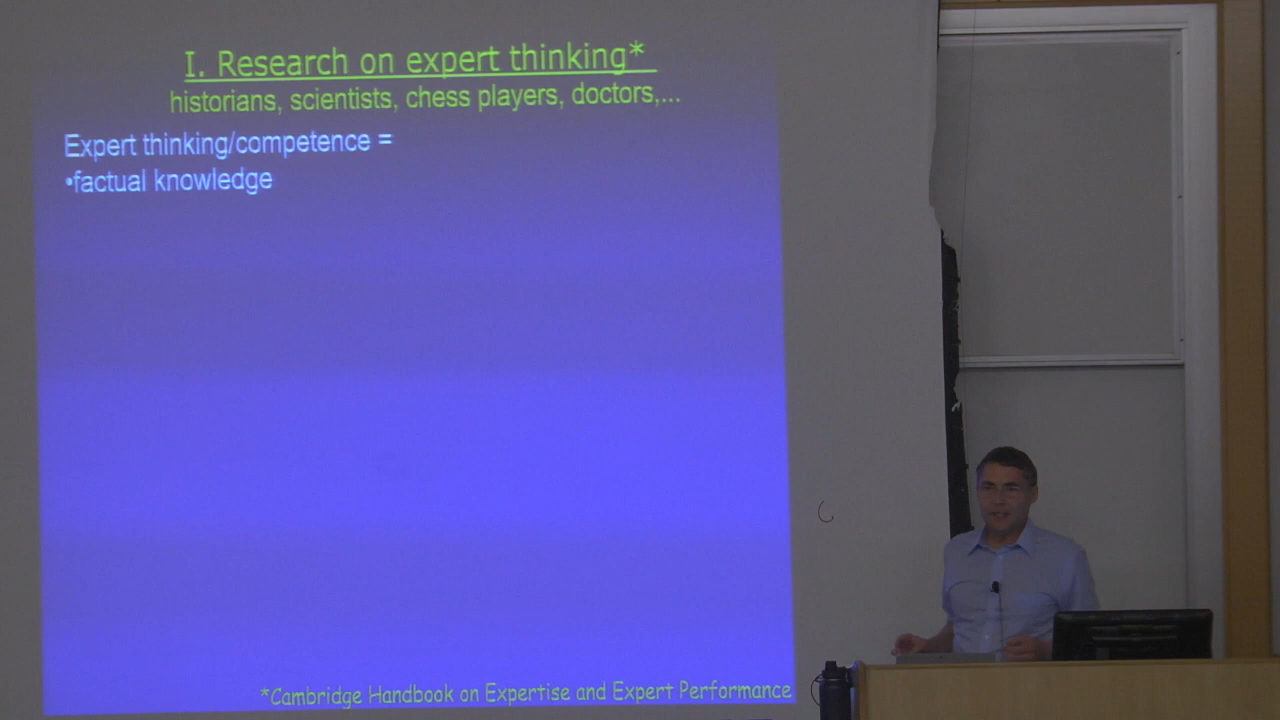 I. Research on expert thinking*
historians, scientists, chess players, doctors,...
Expert thinking/competence =
•factual knowledge
*Cambridge Handbook on Expertise and Expert Performance